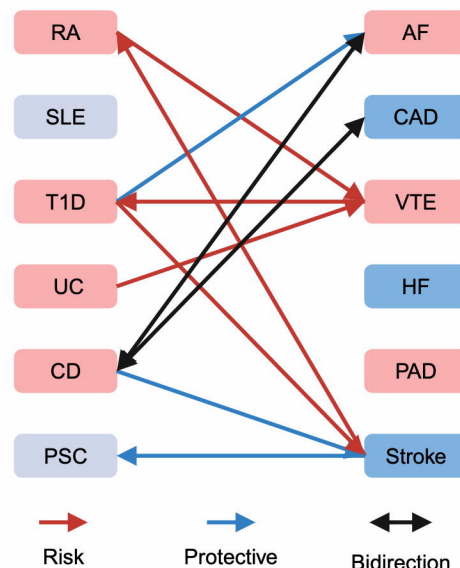 RA
AF
SLE
CAD
T1D
VTE
UC
HF
CD
PAD
PSC
Stroke
Risk
Protective
Bidirection